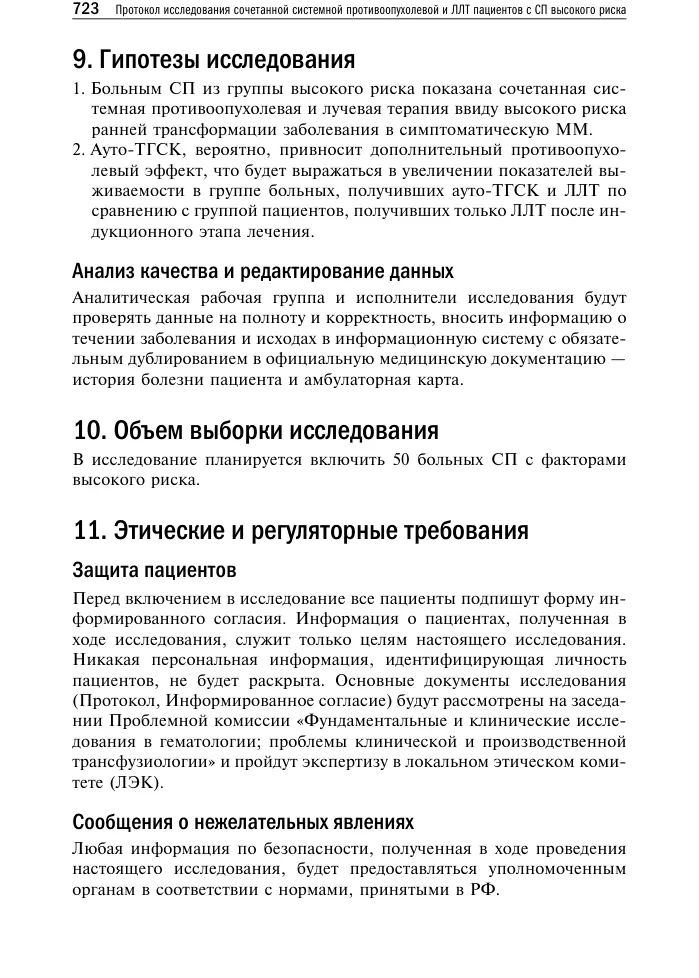 723 Протокол исследования сочетанной системной противоопухолевой и ЛЛТ пациентов с СП высокого риска
9. Гипотезы исследования
1. Больным СП из группы высокого риска показана сочетанная сис-
темная противоопухолевая и лучевая терапия ввиду высокого риска
ранней трансформации заболевания в симптоматическую ММ.
2. Ауто-ТГСК, вероятно, привносит дополнительный противоопухо-
левый эффект, что будет выражаться в увеличении показателей вы-
живаемости в группе больных, получивших ауто-ТГСК и ЛЛТ по
сравнению с группой пациентов, получивших только ЛЛТ после ин-
дукционного этапа лечения.
Анализ качества и редактирование данных
Аналитическая рабочая группа и исполнители исследования будут
проверять данные на полноту и корректность, вносить информацию о
течении заболевания и исходах в информационную систему с обязате-
льным дублированием в официальную медицинскую документацию —
история болезни пациента и амбулаторная карта.
10. Объем выборки исследования
В исследование планируется включить 50 больных СП с факторами
высокого риска.
11. Этические и регуляторные требования
Защита пациентов
Перед включением в исследование все пациенты подпишут форму ин-
формированного согласия. Информация о пациентах, полученная в
ходе исследования, служит только целям настоящего исследования.
Никакая персональная информация, идентифицирующая личность
пациентов, не будет раскрыта. Основные документы исследования
(Протокол, Информированное согласие) будут рассмотрены на заседа-
нии Проблемной комиссии «Фундаментальные и клинические иссле-
дования в гематологии; проблемы клинической и производственной
трансфузиологии» и пройдут экспертизу в локальном этическом коми-
тете (ЛЭК).
Сообщения о нежелательных явлениях
Любая информация по безопасности, полученная в ходе проведения
настоящего исследования, будет предоставляться уполномоченным
органам в соответствии с нормами, принятыми в РФ.